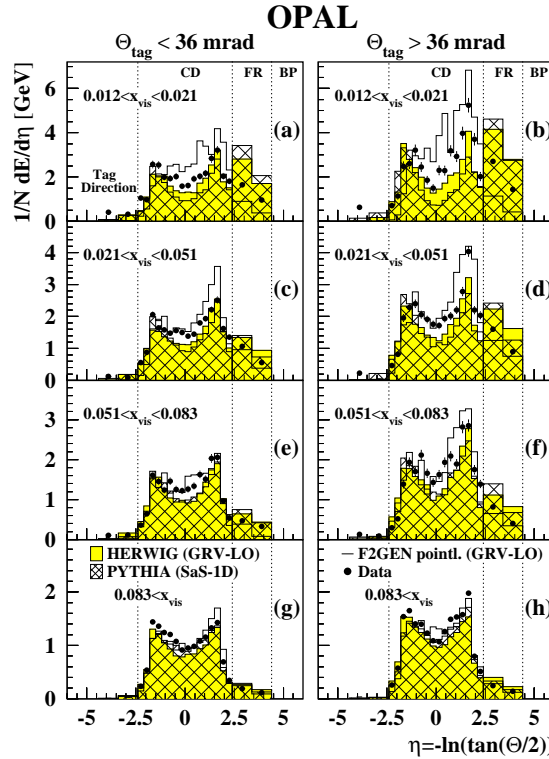 OPAL
Θtag < 36 mrad
Θtag > 36 mrad
1/N dE/dη [GeV]
CD FR BP
CD FR BP
0.012<xvis<0.021
0.012<xvis<0.021
6
4
2
0
(a)
(b)
Tag
Direction
0.021<xvis<0.051
0.021<xvis<0.051
4
3
2
1
0
(c)
(d)
0.051<xvis<0.083
0.051<xvis<0.083
3
2
1
0
(e)
(f)
HERWIG (GRV-LO)
PYTHIA (SaS-1D)
F2GEN pointl. (GRV-LO)
Data
0.083<xvis
0.083<xvis
2
1
0
(g)
(h)
-5 -2.5 0 2.5 5
-5 -2.5 0 2.5 5
η=-ln(tan(Θ/2))